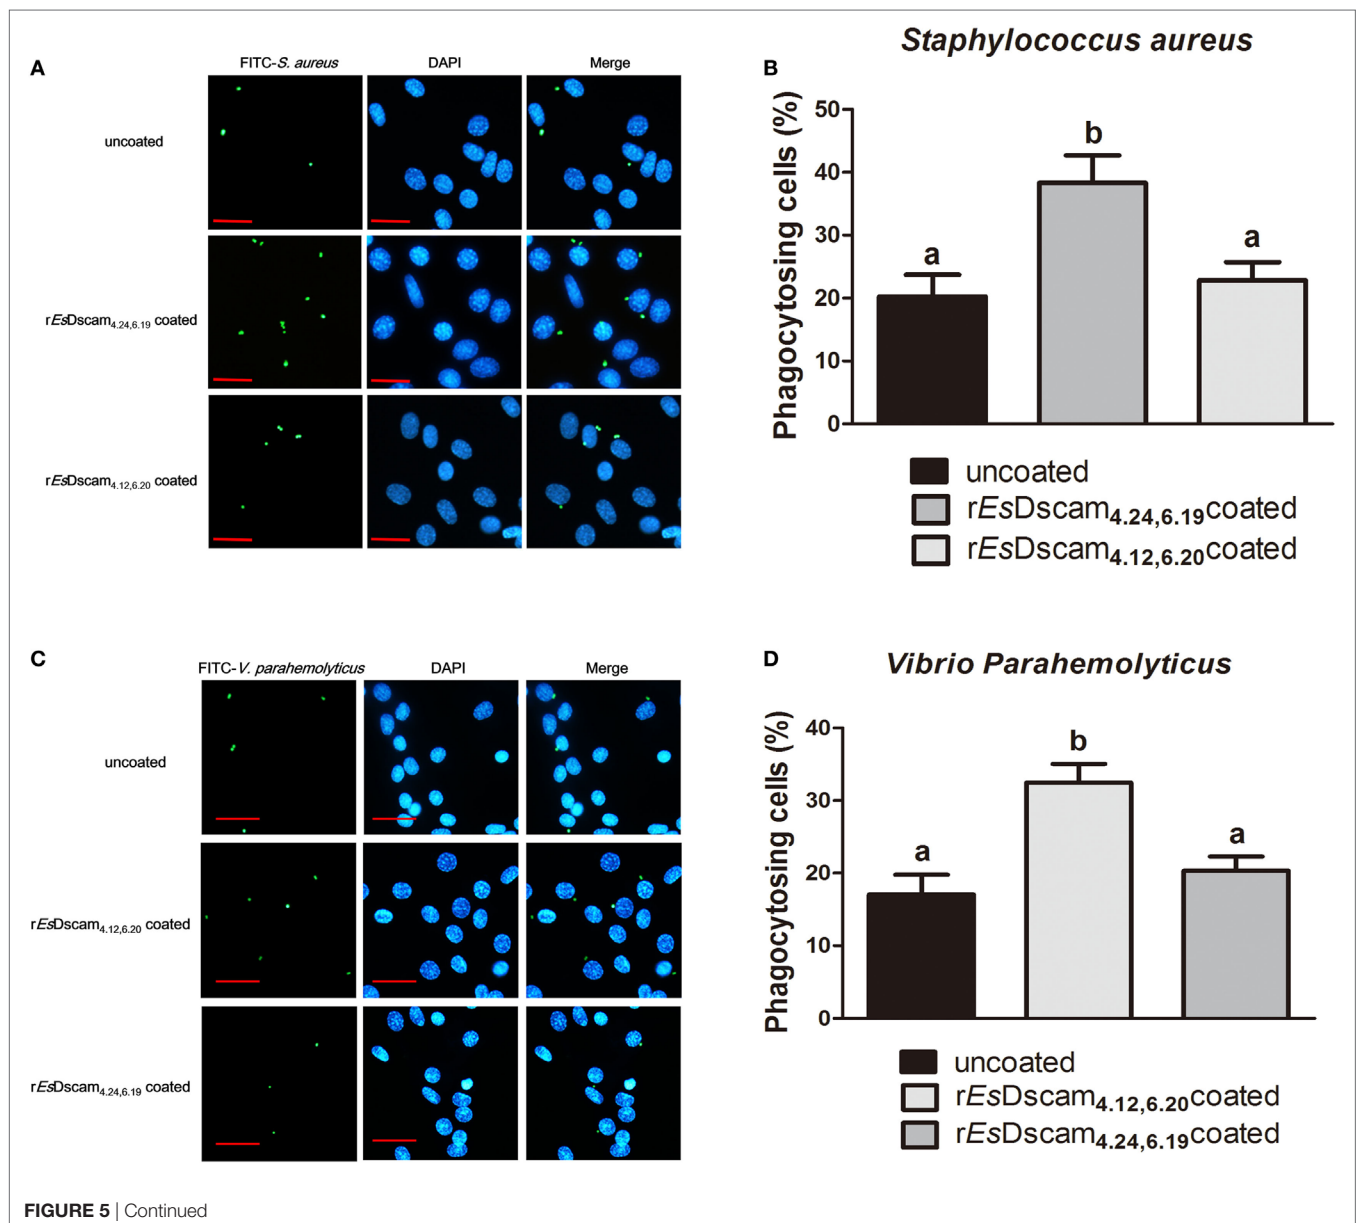 A
FITC-S. aureus DAPI Merge
uncoated
rEsDscam4.24,6.19 coated
rEsDscam4.12,6.20 coated
B
Staphylococcus aureus
Phagocytosing cells (%)
50
40
30
20
10
0
a
b
a
uncoated
rEsDscam4.24,6.19coated
rEsDscam4.12,6.20coated
C
FITC-V. parahemolyticus DAPI Merge
uncoated
rEsDscam4.12,6.20 coated
rEsDscam4.24,6.19 coated
D
Vibrio Parahemolyticus
Phagocytosing cells (%)
40
30
20
10
0
a
b
a
uncoated
rEsDscam4.12,6.20coated
rEsDscam4.24,6.19coated
FIGURE 5 | Continued